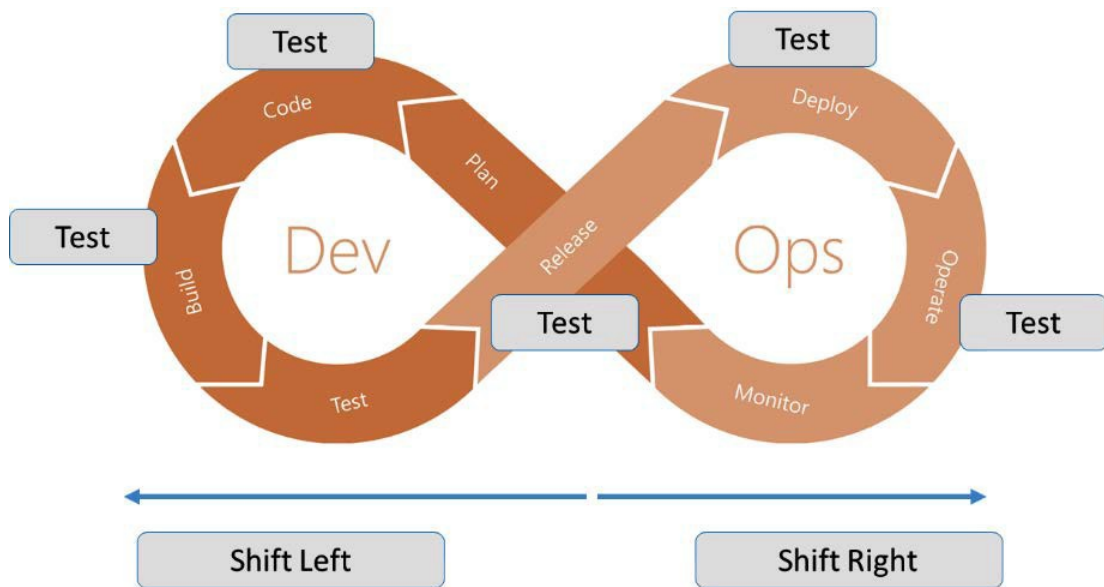 Test
Test
Code
Deploy
Plan
Test
Dev
Ops
Release
Build
Operate
Test
Test
Test
Monitor
Shift Left
Shift Right